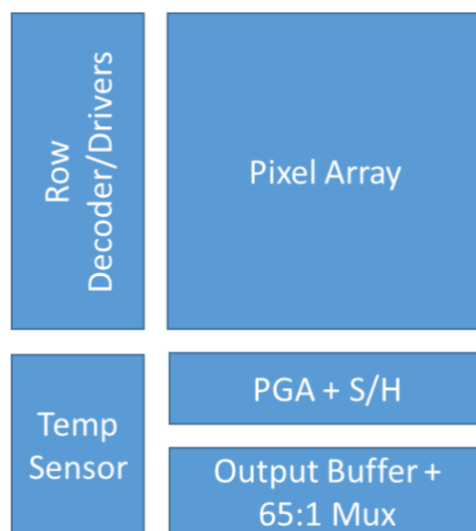 Row
Decoder/Drivers
Pixel Array
PGA + S/H
Temp
Sensor
Output Buffer +
65:1 Mux